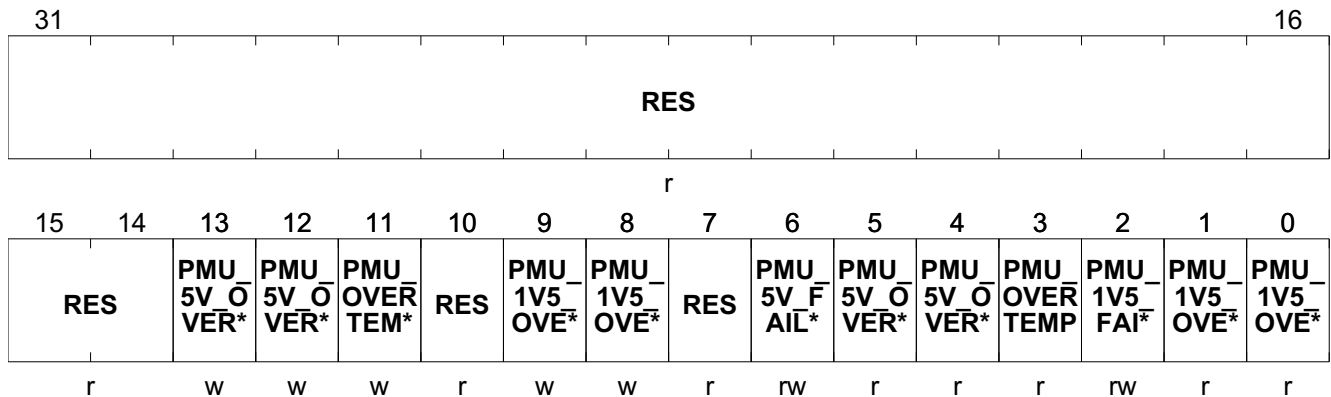 31 16
RES
r
15 14 13 12 11 10 9 8 7 6 5 4 3 2 1 0
RES PMU_ 5V_O VER* PMU_ 5V_O VER* PMU_ OVER TEM* RES PMU_ 1V5_ OVE* PMU_ 1V5_ OVE* RES PMU_ 5V_F AIL* PMU_ 5V_O VER* PMU_ 5V_O VER* PMU_ OVER TEMP PMU_ 1V5_ FAI* PMU_ 1V5_ OVE* PMU_ 1V5_ OVE*
r w w w r w w r rw r r r rw r r